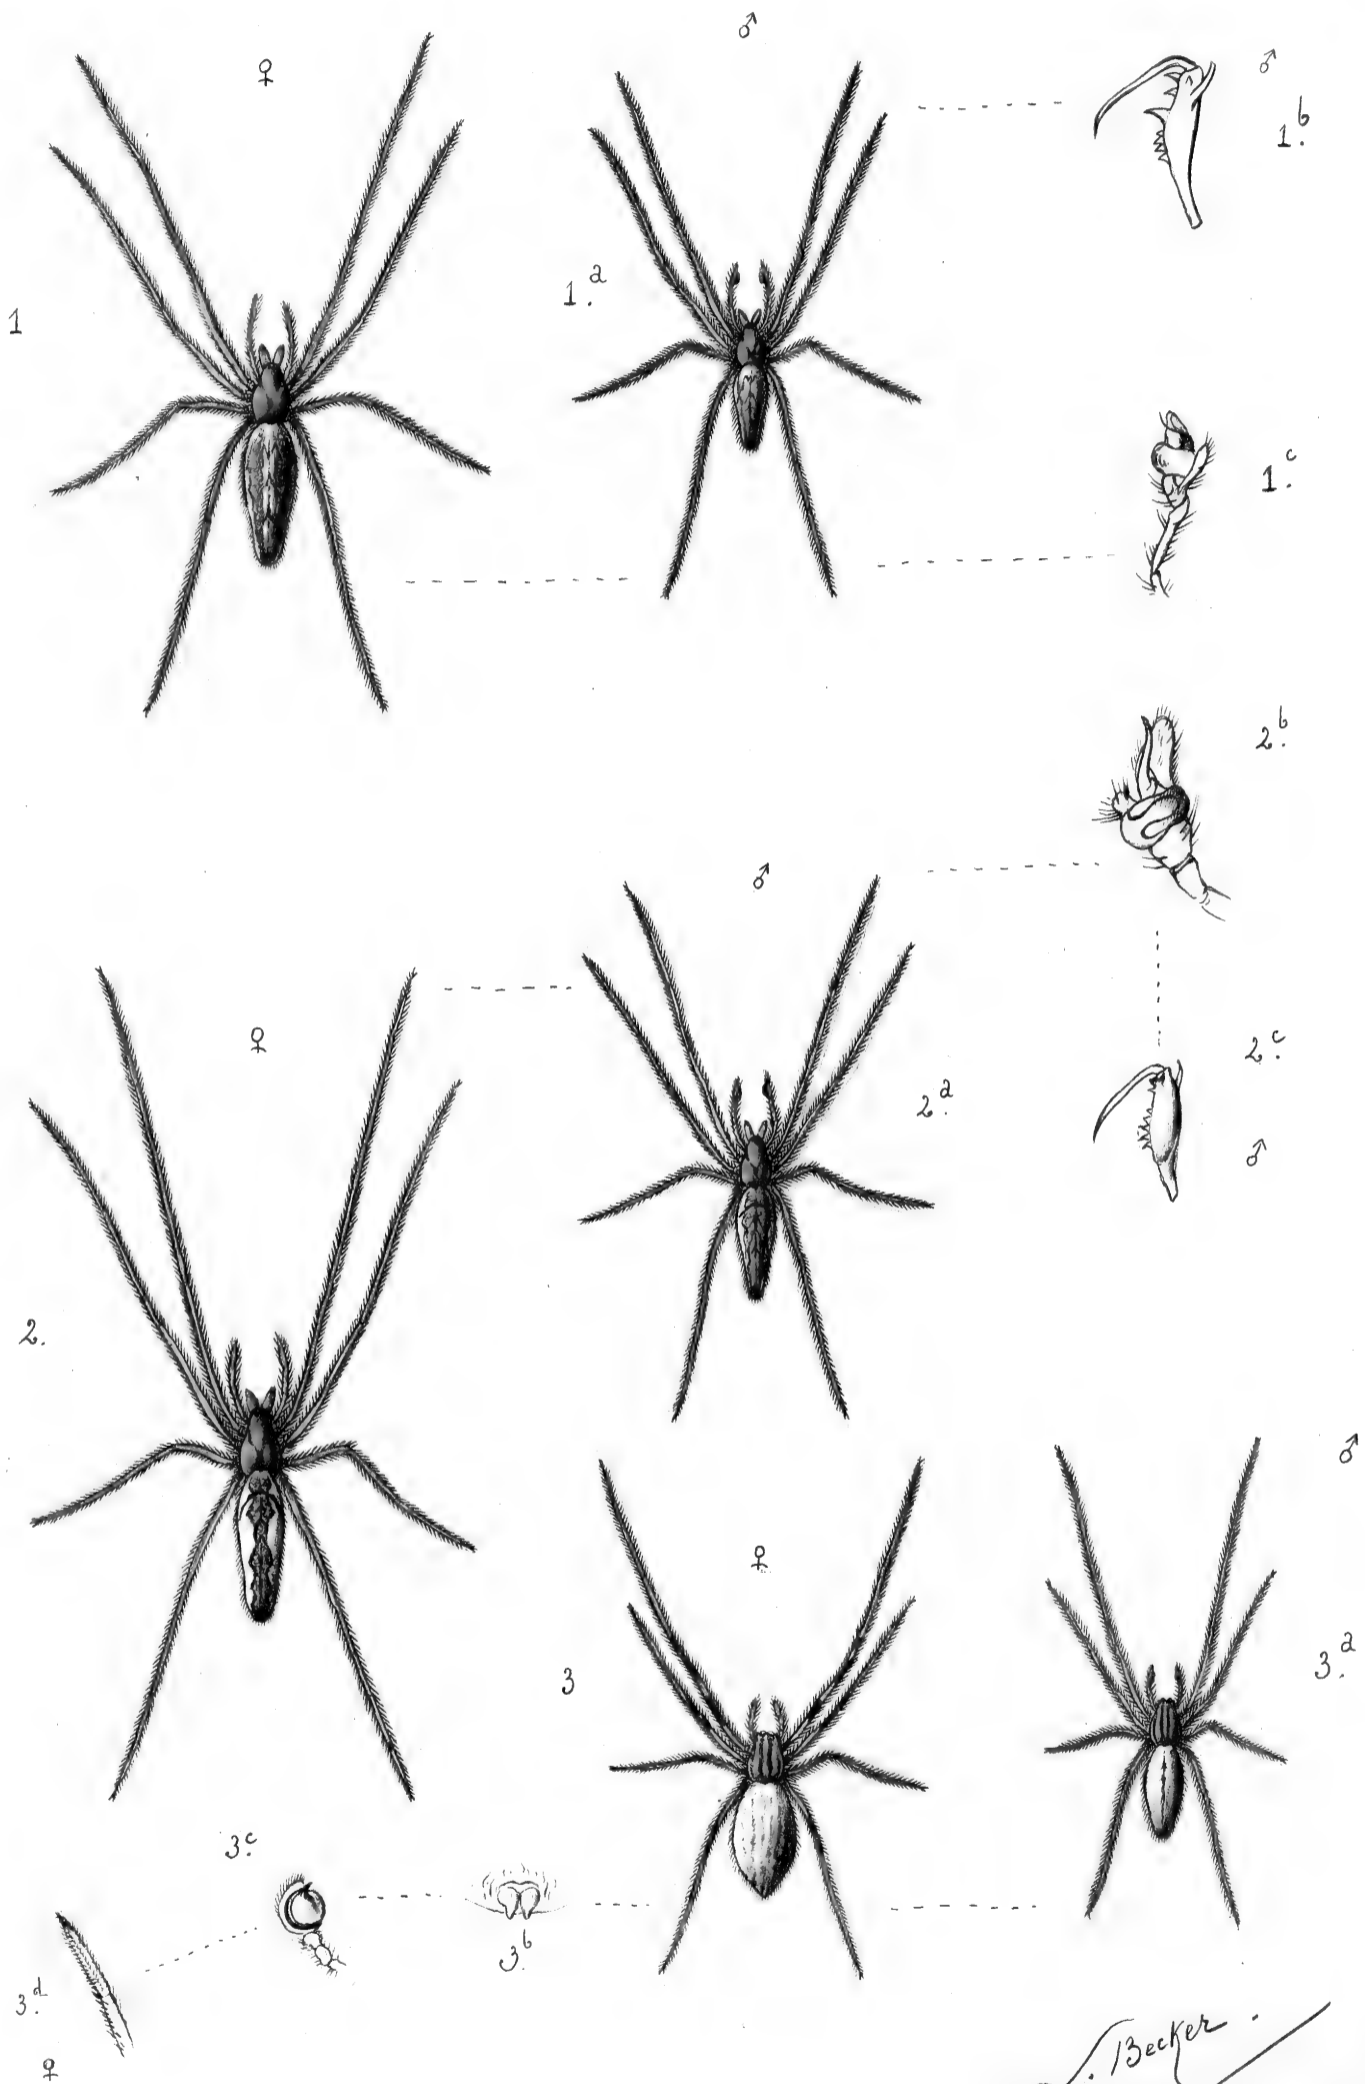 ♀
♂
♂
1.b
1
1.a
1.c
2.b
♂
♀
2.a
2.c
♂
2.
♂
♀
3
3.a
3.c
3.b
3.d
♀
Becker